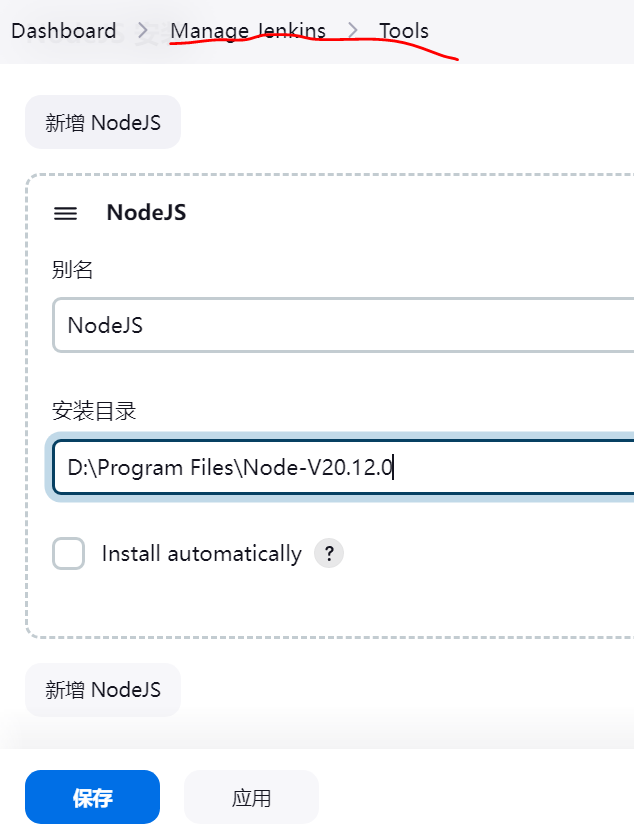 Dashboard > Manage Jenkins > Tools
新增 NodeJS
NodeJS
别名
NodeJS
安装目录
D:\Program Files\Node-V20.12.0
Install automatically ?
新增 NodeJS
保存 应用